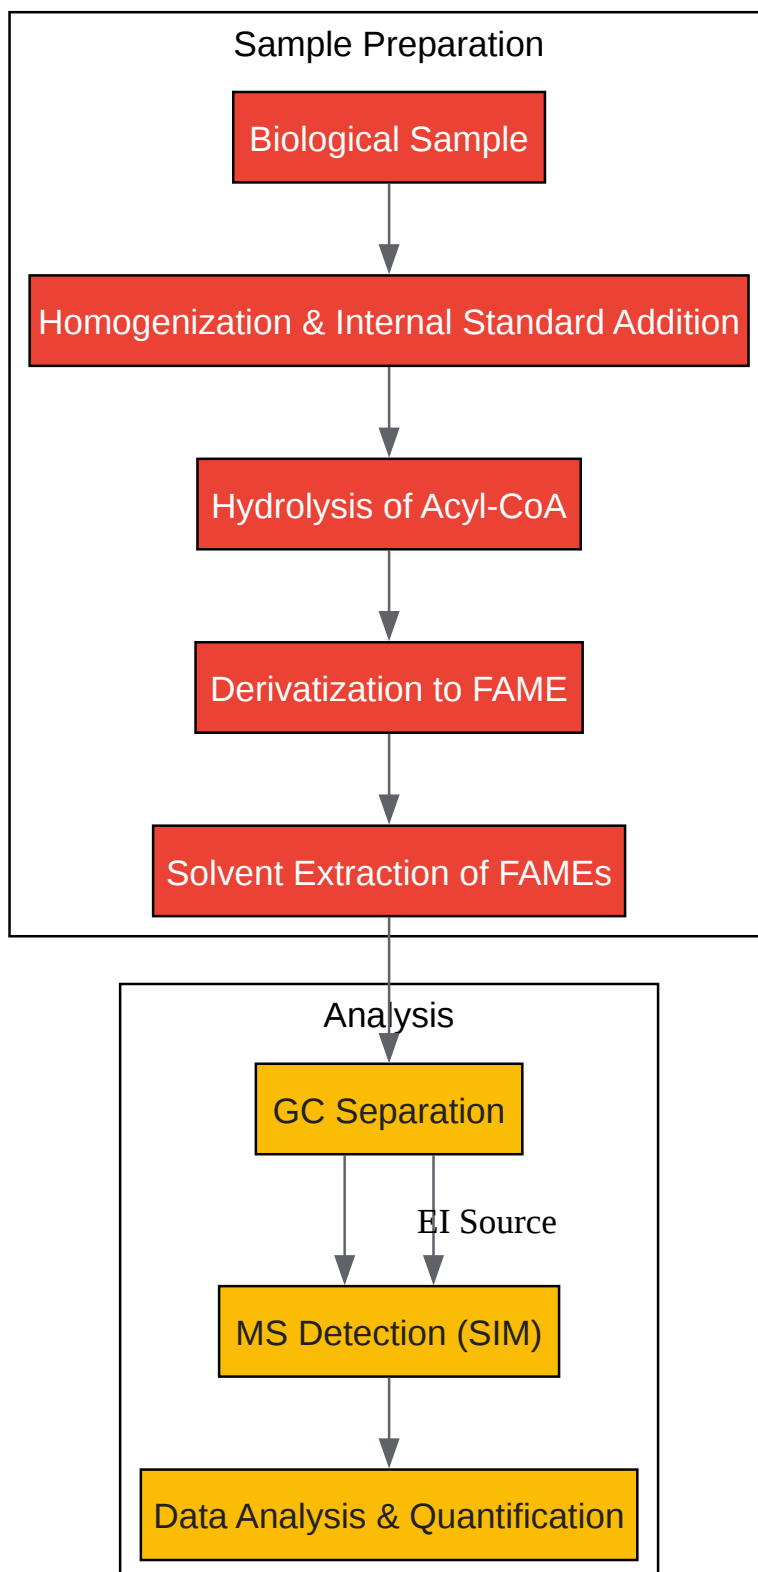 Sample Preparation
Biological Sample
Homogenization & Internal Standard Addition
Hydrolysis of Acyl-CoA
Derivatization to FAME
Solvent Extraction of FAMEs
Analysis
GC Separation
EI Source
MS Detection (SIM)
Data Analysis & Quantification